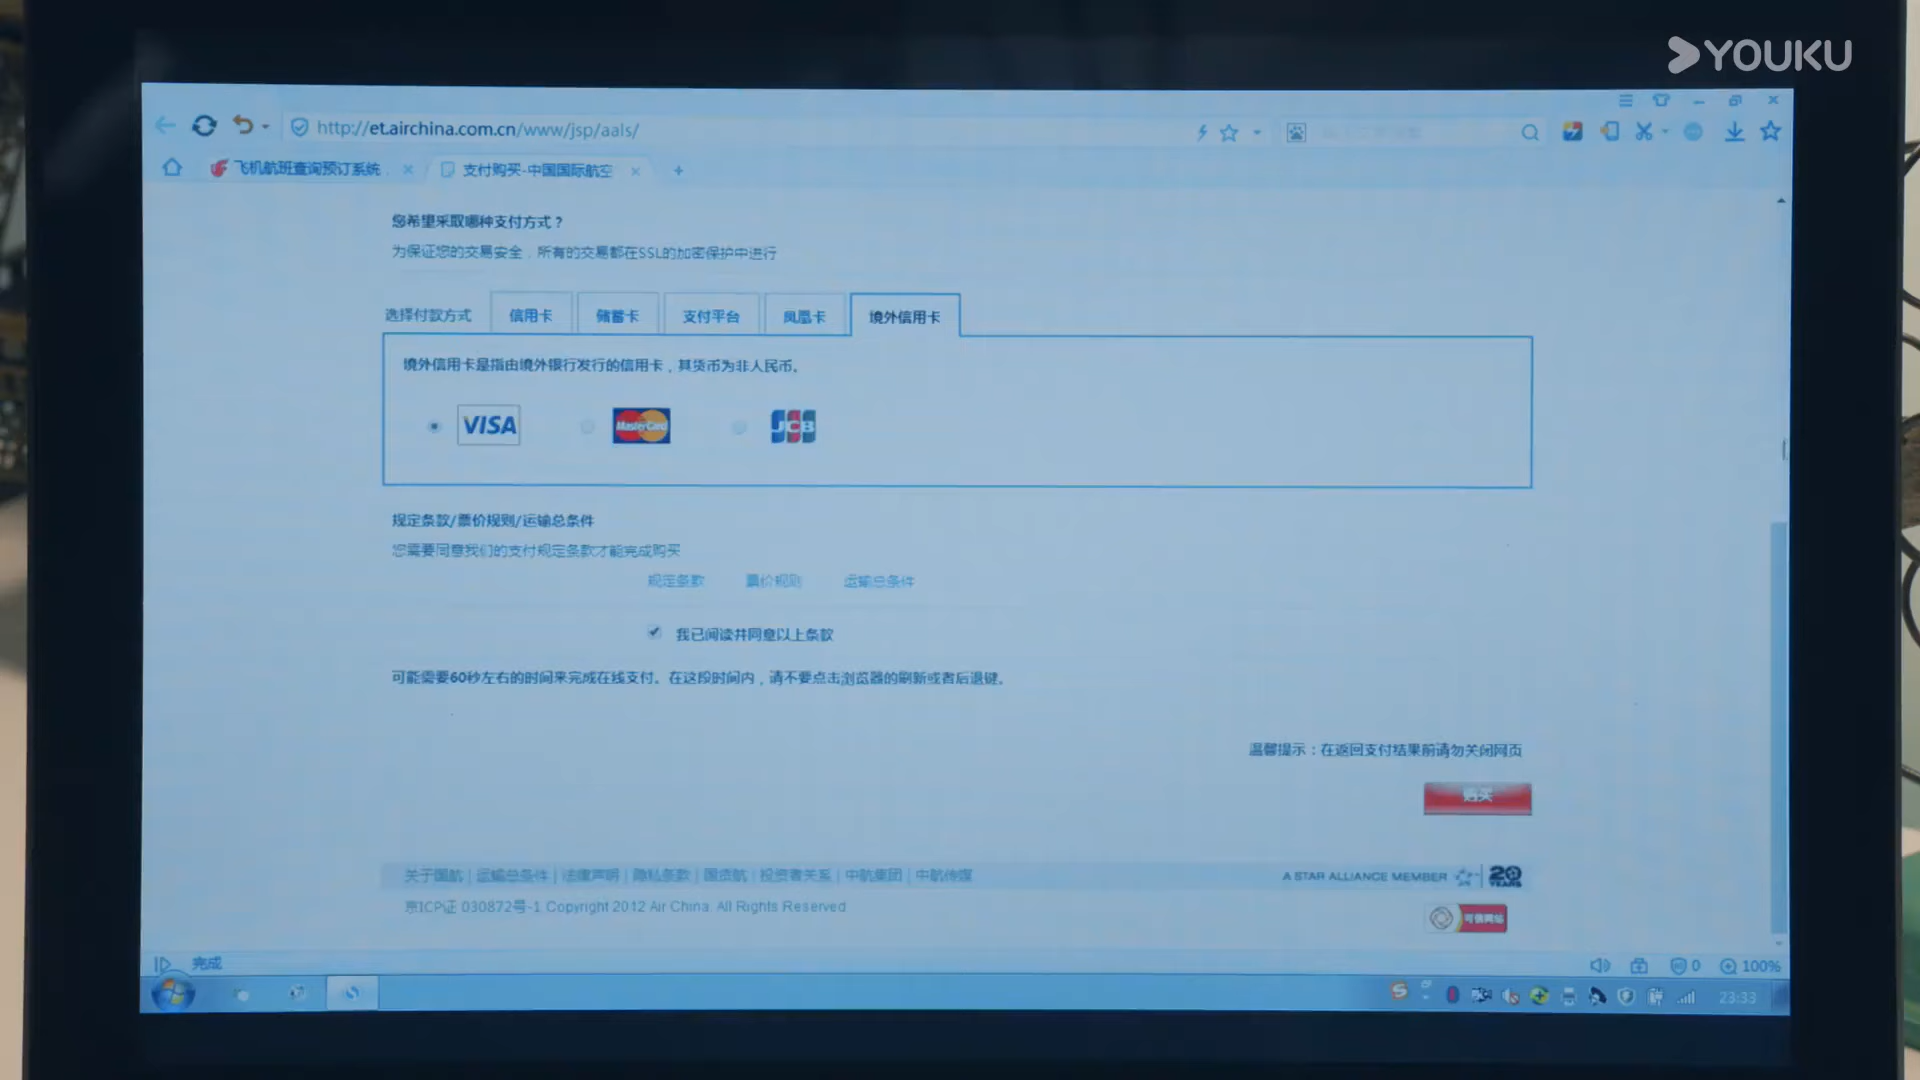 YOUKU
http://et.airchina.com.cn/www/jsp/aals/
飞机航班查询预订系统
支付购买-中国国际航空
您希望采取哪种支付方式？
为保证您的交易安全，所有的交易都在SSL的加密保护中进行
选择付款方式 信用卡 储蓄卡 支付平台 凤凰卡 境外信用卡
境外信用卡是指由境外银行发行的信用卡，其货币为非人民币。
VISA MasterCard JCB
规定条款/票价规则/运输总条件
您需要同意我们的支付规定条款才能完成购买
规定条款 票价规则 运输总条件
我已阅读并同意以上条款
可能需要60秒左右的时间来完成在线支付。在这段时间内，请不要点击浏览器的刷新或者后退键。
温馨提示：在返回支付结果前请勿关闭网页
购买
关于国航 | 运输总条件 | 法律声明 | 隐私条款 | 国货航 | 投资者关系 | 中航集团 | 中航传媒
A STAR ALLIANCE MEMBER 20 YEARS
京ICP证 030872号-1 Copyright 2012 Air China. All Rights Reserved
可信网站
完成
0 100%
23:33